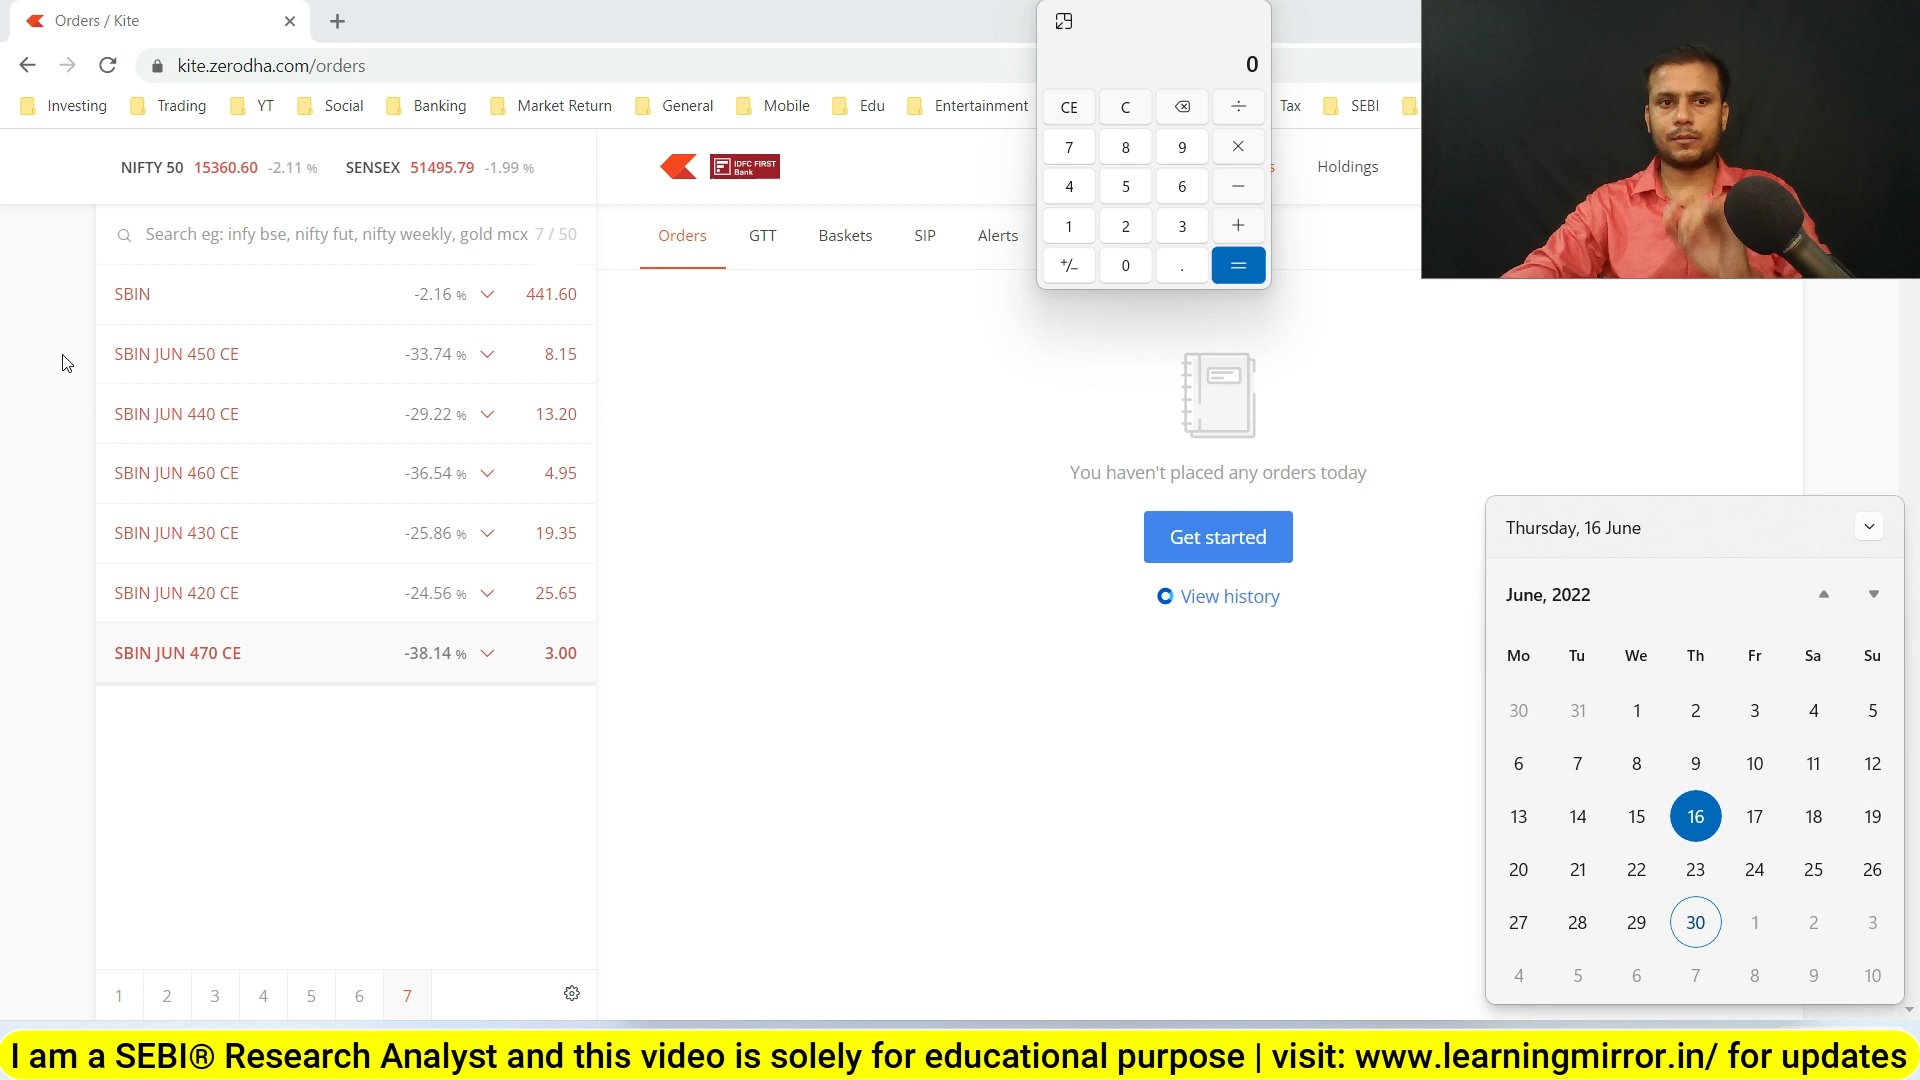 Orders / Kite
kite.zerodha.com/orders
Investing Trading YT Social Banking Market Return General Mobile Edu Entertainment Tax SEBI
NIFTY 50 15360.60 -2.11 % SENSEX 51495.79 -1.99 %
IDFC FIRST
Bank
s Holdings
Search eg: infy bse, nifty fut, nifty weekly, gold mcx 7 / 50
Orders GTT Baskets SIP Alerts
SBIN -2.16 % 441.60
SBIN JUN 450 CE -33.74 % 8.15
SBIN JUN 440 CE -29.22 % 13.20
SBIN JUN 460 CE -36.54 % 4.95
SBIN JUN 430 CE -25.86 % 19.35
SBIN JUN 420 CE -24.56 % 25.65
SBIN JUN 470 CE -38.14 % 3.00
1 2 3 4 5 6 7
0
CE C ÷
7 8 9 ×
4 5 6 −
1 2 3 +
+/− 0 . =
You haven't placed any orders today
Get started
View history
Thursday, 16 June
June, 2022
Mo Tu We Th Fr Sa Su
30 31 1 2 3 4 5
6 7 8 9 10 11 12
13 14 15 16 17 18 19
20 21 22 23 24 25 26
27 28 29 30 1 2 3
4 5 6 7 8 9 10
I am a SEBI® Research Analyst and this video is solely for educational purpose | visit: www.learningmirror.in/ for updates